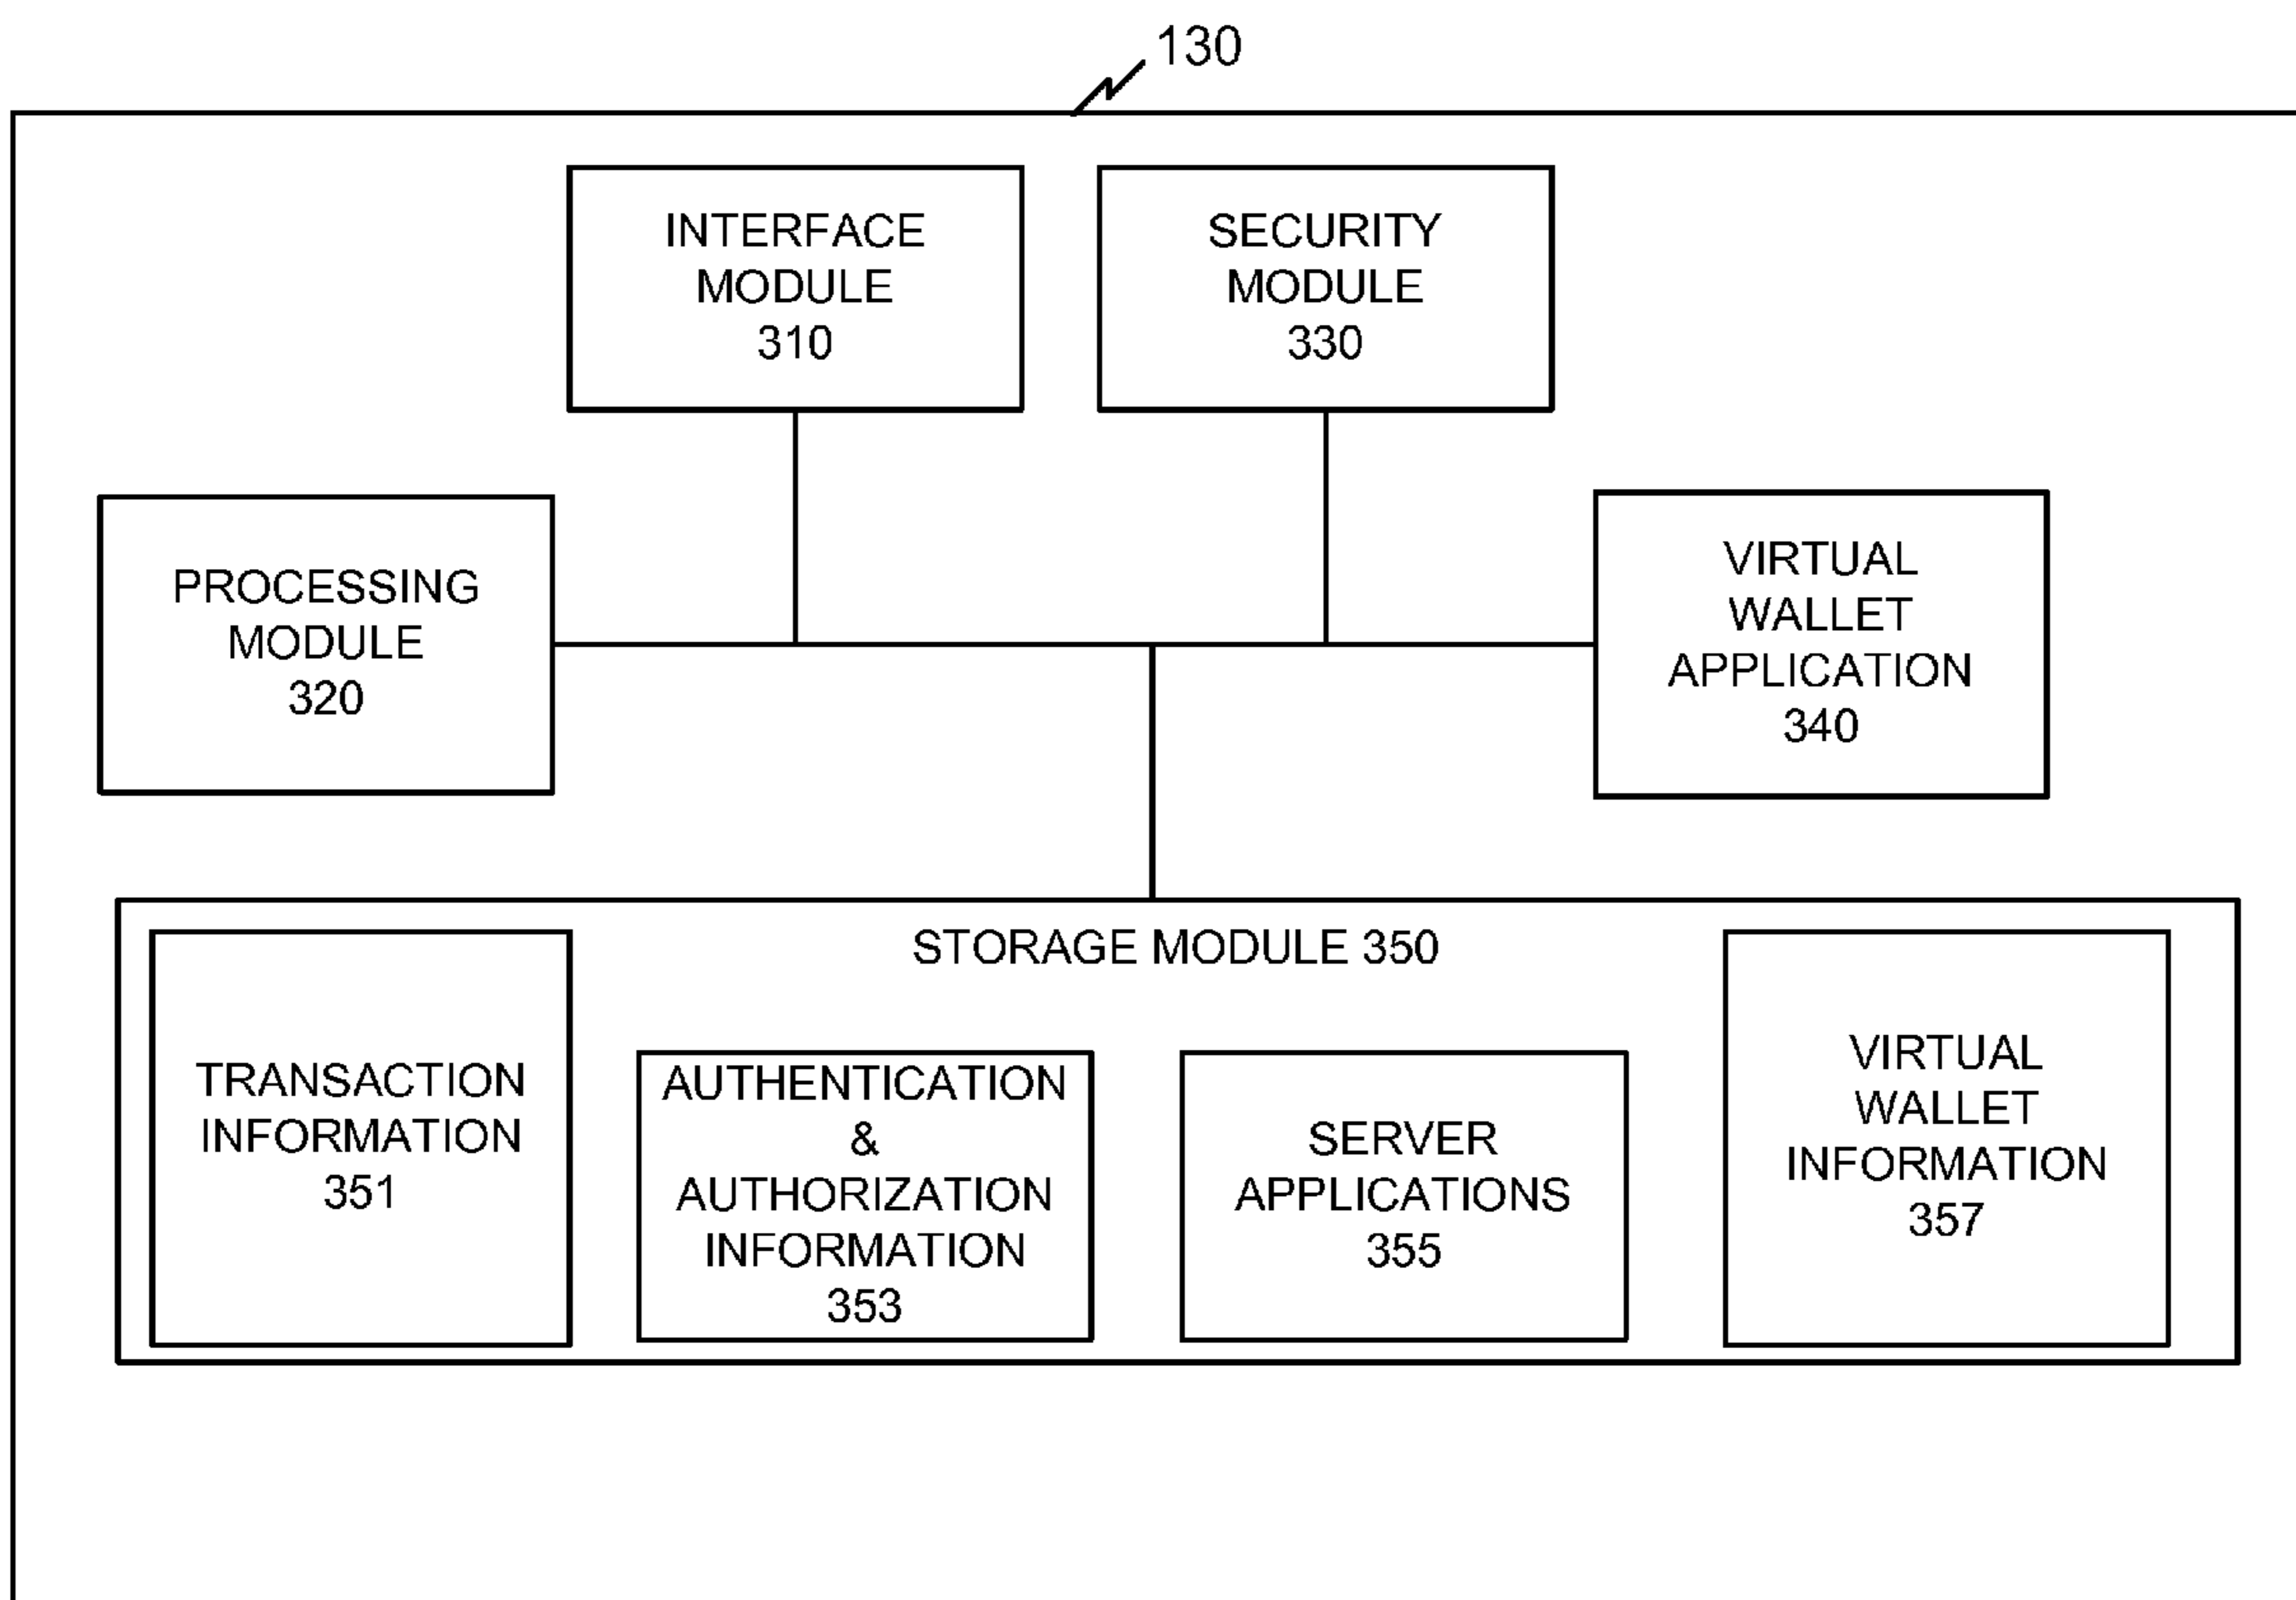 130
INTERFACE
MODULE
310
SECURITY
MODULE
330
PROCESSING
MODULE
320
VIRTUAL
WALLET
APPLICATION
340
STORAGE MODULE 350
TRANSACTION
INFORMATION
351
AUTHENTICATION
&
AUTHORIZATION
INFORMATION
353
SERVER
APPLICATIONS
355
VIRTUAL
WALLET
INFORMATION
357